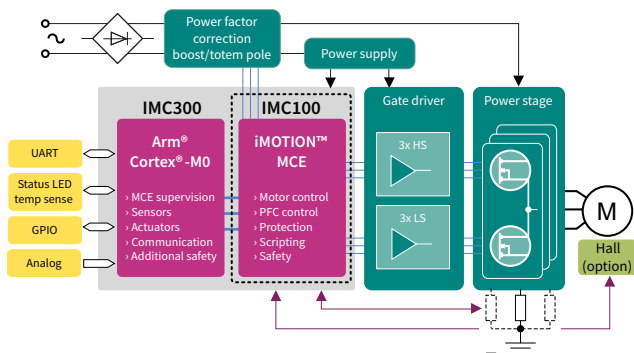 Power factor
correction
boost/totem pole
Power supply
IMC300
IMC100
Gate driver
Power stage
Arm®
Cortex®-M0
iMOTION™
MCE
3x HS
UART
Status LED
temp sense
› MCE supervision
› Sensors
› Actuators
› Communication
› Additional safety
› Motor control
› PFC control
› Protection
› Scripting
› Safety
3x LS
M
GPIO
Analog
Hall
(option)